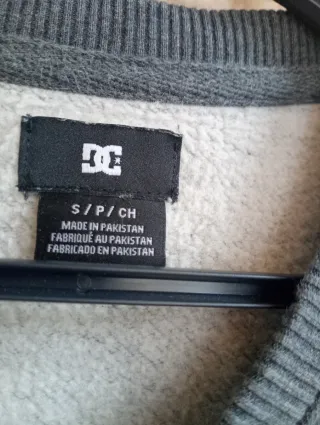 DC
S / P / CH
MADE IN PAKISTAN
FABRIQUÉ AU PAKISTAN
FABRICADO EN PAKISTAN